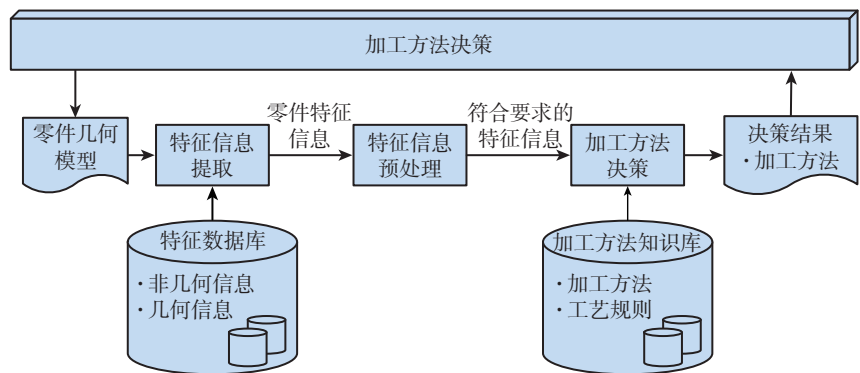 加工方法决策
零件几何
模型
特征信息
提取
零件特征
信息
特征信息
预处理
符合要求的
特征信息
加工方法
决策
决策结果
·加工方法
特征数据库
·非几何信息
·几何信息
加工方法知识库
·加工方法
·工艺规则